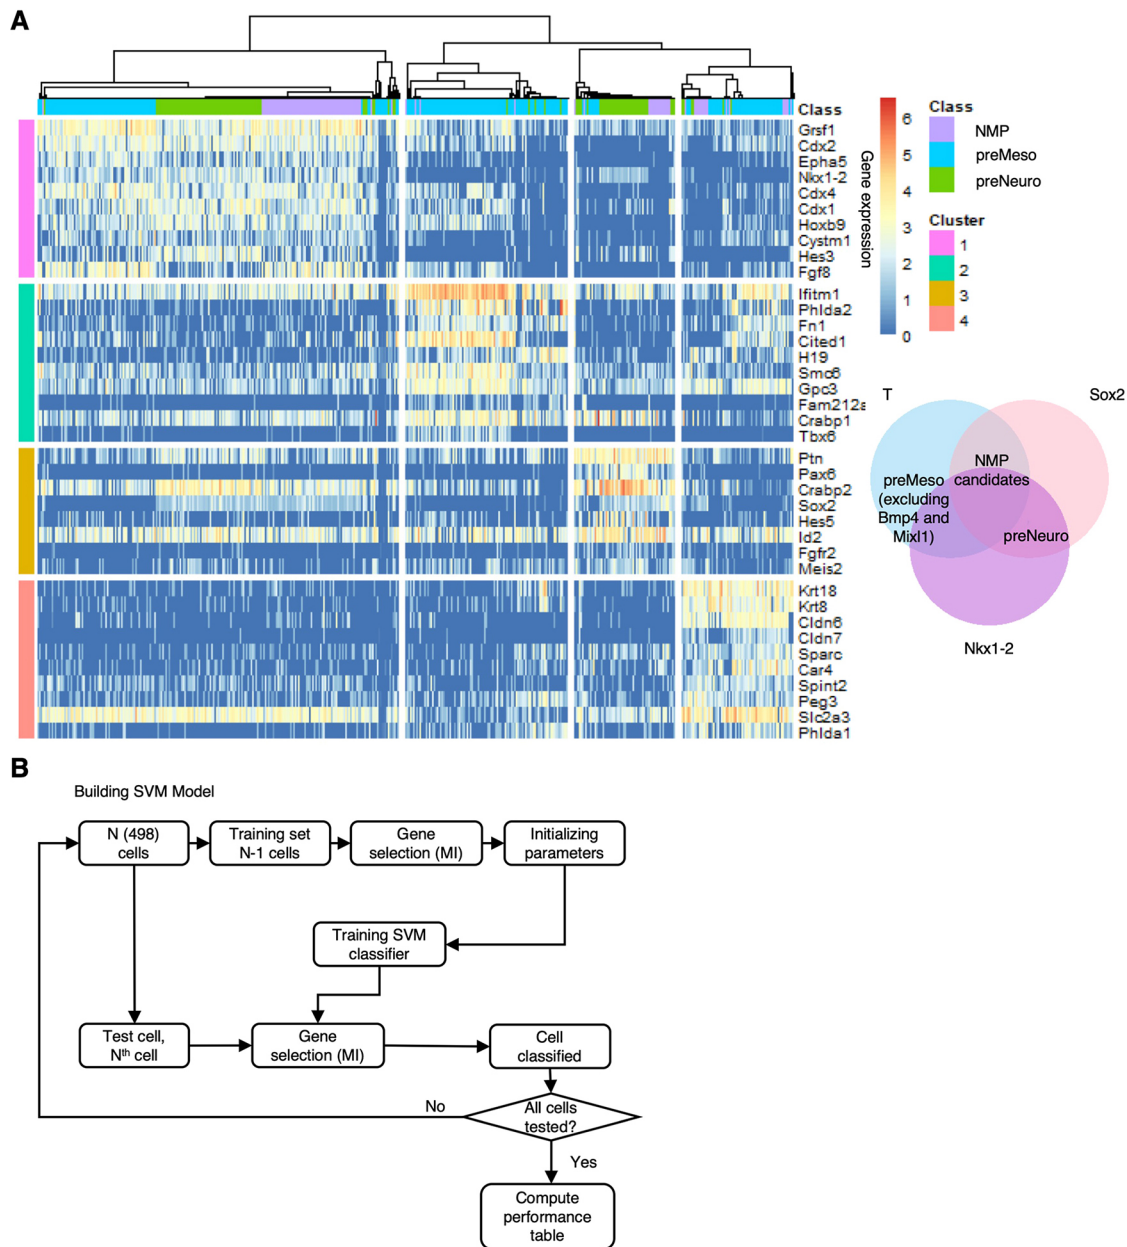 A
Class
Grsf1
Cdx2
Epha5
Nkx1-2
Cdx4
Cdx1
Hoxb9
Cystm1
Hes3
Fgf8
Ifitm1
Phlda2
Fn1
Cited1
H19
Smc6
Gpc3
Fam212a
Crabp1
Tbx6
Ptn
Pax6
Crabp2
Sox2
Hes5
Id2
Fgfr2
Meis2
Krt18
Krt8
Cldn6
Cldn7
Sparc
Car4
Spint2
Peg3
Slc2a3
Phlda1
6
5
4
3
2
1
0
Gene expression
Class
NMP
preMeso
preNeuro
Cluster
1
2
3
4
T
Sox2
NMP
candidates
preMeso
(excluding
Bmp4 and
Mixl1)
preNeuro
Nkx1-2
B
Building SVM Model
N (498)
cells
Training set
N-1 cells
Gene
selection (MI)
Initializing
parameters
Training SVM
classifier
Test cell,
Nth cell
Gene
selection (MI)
Cell
classified
No
All cells
tested?
Yes
Compute
performance
table